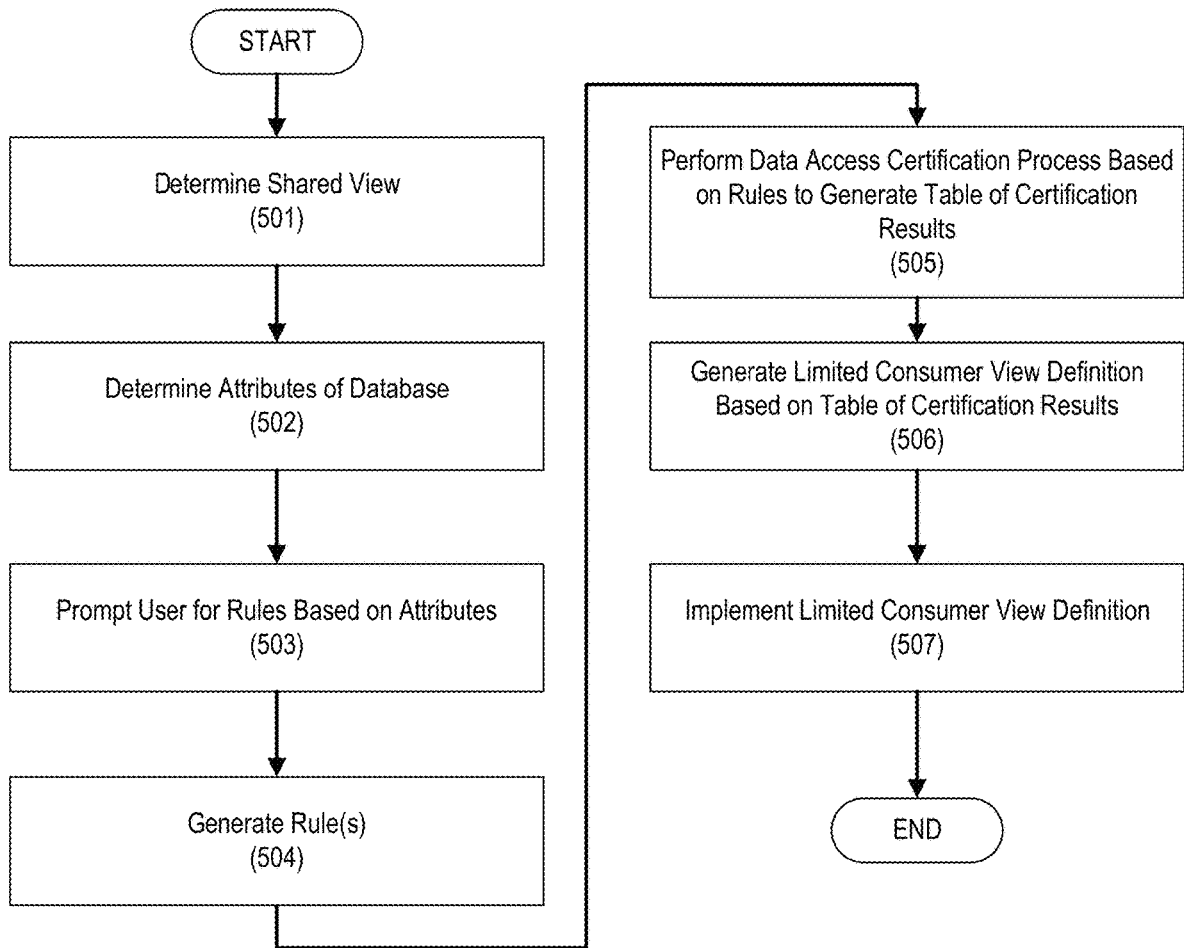 START
Determine Shared View
(501)
Determine Attributes of Database
(502)
Prompt User for Rules Based on Attributes
(503)
Generate Rule(s)
(504)
Perform Data Access Certification Process Based
on Rules to Generate Table of Certification
Results
(505)
Generate Limited Consumer View Definition
Based on Table of Certification Results
(506)
Implement Limited Consumer View Definition
(507)
END